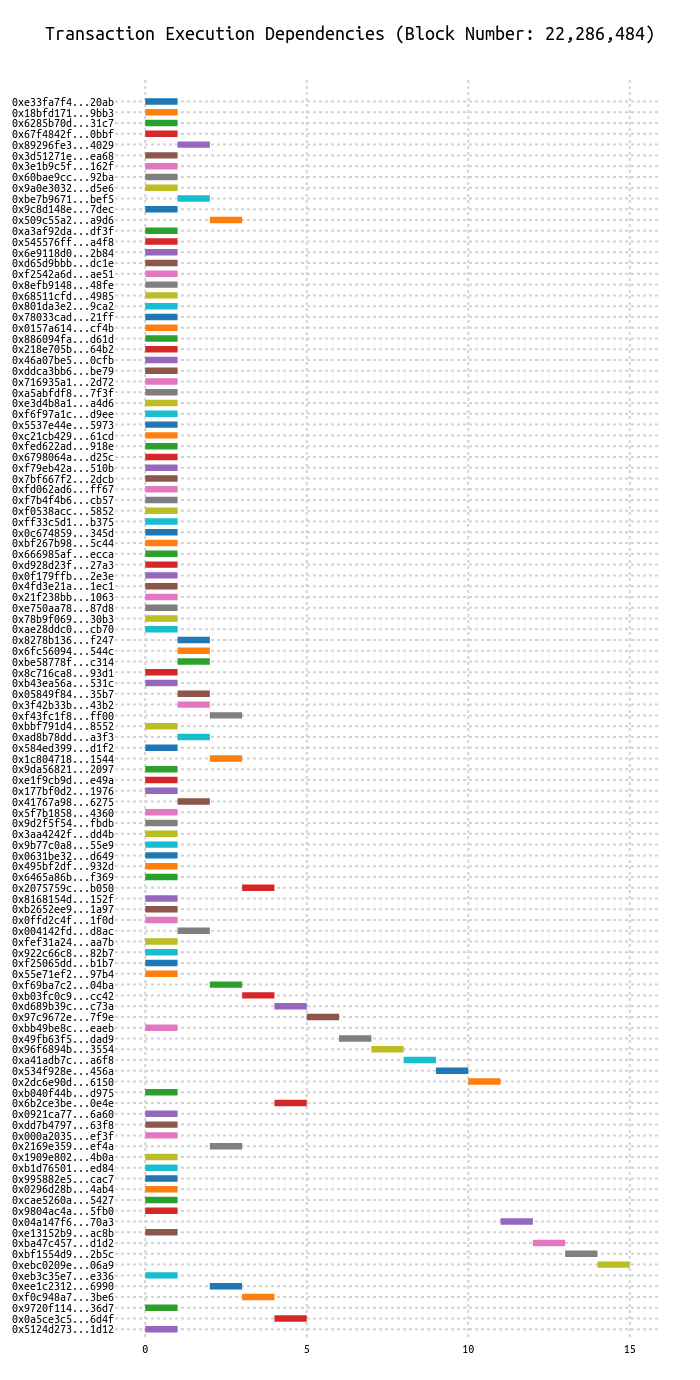 Transaction Execution Dependencies (Block Number: 22,286,484)
0xe33fa7f4...20ab
0x18bfd171...9bb3
0x6285b70d...31c7
0x67f4842f...0bbf
0x89296fe3...4029
0x3d51271e...ea68
0x3e1b9c5f...162f
0x60bae9cc...92ba
0x9a0e3032...d5e6
0xbe7b9671...bef5
0x9c8d148e...7dec
0x509c55a2...a9d6
0xa3af92da...df3f
0x545576ff...a4f8
0x6e9118d0...2b84
0xd65d9bbb...dc1e
0xf2542a6d...ae51
0x8efb9148...48fe
0x68511cfd...4985
0x801da3e2...9ca2
0x78033cad...21ff
0x0157a614...cf4b
0x886094fa...d61d
0x218e705b...64b2
0x46a07be5...0cfb
0xddca3bb6...be79
0x716935a1...2d72
0xa5abfdf8...7f3f
0xe3d4b8a1...a4d6
0xf6f97a1c...d9ee
0x5537e44e...5973
0xc21cb429...61cd
0xfed622ad...918e
0x6798064a...d25c
0xf79eb42a...510b
0x7bf667f2...2dcb
0xfd062ad6...ff67
0xf7b4f4b6...cb57
0xf0538acc...5852
0xff33c5d1...b375
0x0c674859...345d
0xbf267b98...5c44
0x666985af...ecca
0xd928d23f...27a3
0x0f179ffb...2e3e
0x4fd3e21a...1ec1
0x21f238bb...1063
0xe750aa78...87d8
0x78b9f069...30b3
0xae28ddc0...cb70
0x8278b136...f247
0x6fc56094...544c
0xbe58778f...c314
0x8c716ca8...93d1
0xb43ea56a...531c
0x05849f84...35b7
0x3f42b33b...43b2
0xf43fc1f8...ff00
0xbbf791d4...8552
0xad8b78dd...a3f3
0x584ed399...d1f2
0x1c804718...1544
0x9da56821...2097
0xe1f9cb9d...e49a
0x177bf0d2...1976
0x41767a98...6275
0x5f7b1858...4360
0x9d2f5f54...fbdb
0x3aa4242f...dd4b
0x9b77c0a8...55e9
0x0631be32...d649
0x495bf2df...932d
0x6465a86b...f369
0x2075759c...b050
0x8168154d...152f
0xb2652ee9...1a97
0x0ffd2c4f...1f0d
0x004142fd...d8ac
0xfef31a24...aa7b
0x922c66c8...82b7
0xf25065dd...b1b7
0x55e71ef2...97b4
0xf69ba7c2...04ba
0xb03fc0c9...cc42
0xd689b39c...c73a
0x97c9672e...7f9e
0xbb49be8c...eaeb
0x49fb63f5...dad9
0x96f6894b...3554
0xa41adb7c...a6f8
0x534f928e...456a
0x2dc6e90d...6150
0xb040f44b...d975
0x6b2ce3be...0e4e
0x0921ca77...6a60
0xdd7b4797...63f8
0x000a2035...ef3f
0x2169e359...ef4a
0x1909e802...4b0a
0xb1d76501...ed84
0x995882e5...cac7
0x0296d28b...4ab4
0xcae5260a...5427
0x9804ac4a...5fb0
0x04a147f6...70a3
0xe13152b9...ac8b
0xba47c457...d1d2
0xbf1554d9...2b5c
0xebc0209e...06a9
0xeb3c35e7...e336
0xee1c2312...6990
0xf0c948a7...3be6
0x9720f114...36d7
0x0a5ce3c5...6d4f
0x5124d273...1d12
0 5 10 15